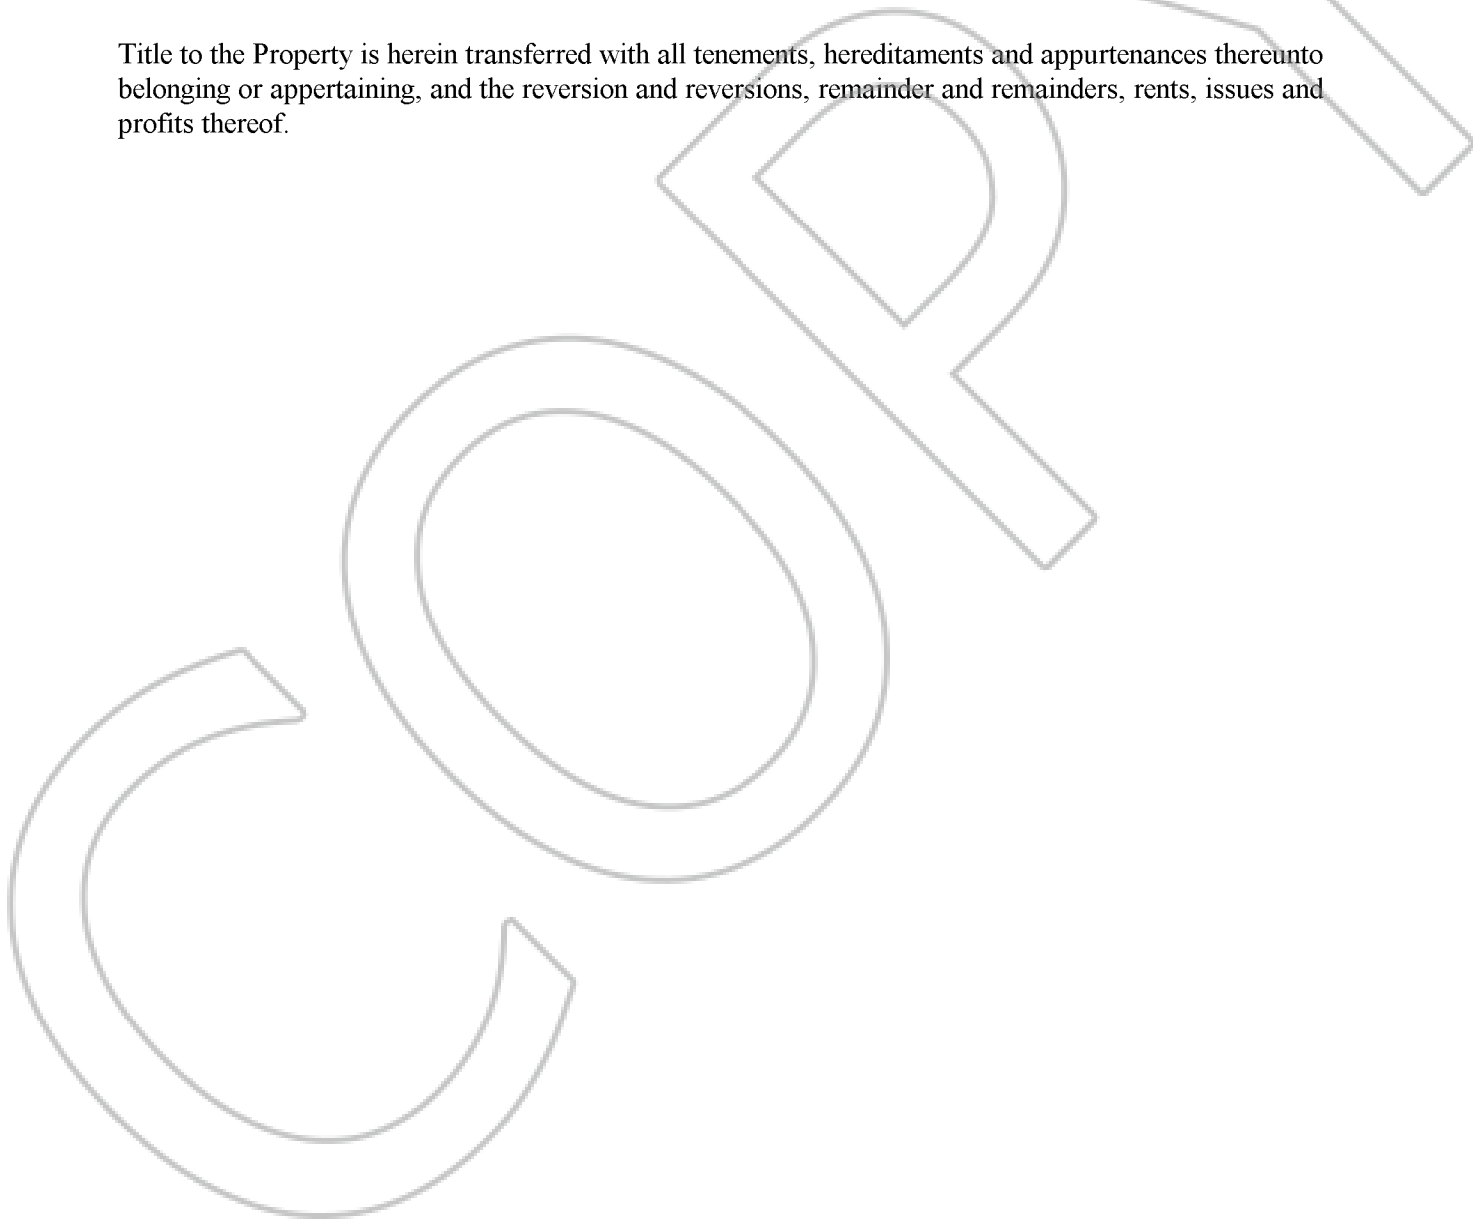 Title to the Property is herein transferred with all tenements, hereditaments and appurtenances thereunto
belonging or appertaining, and the reversion and reversions, remainder and remainders, rents, issues and
profits thereof.
COPY